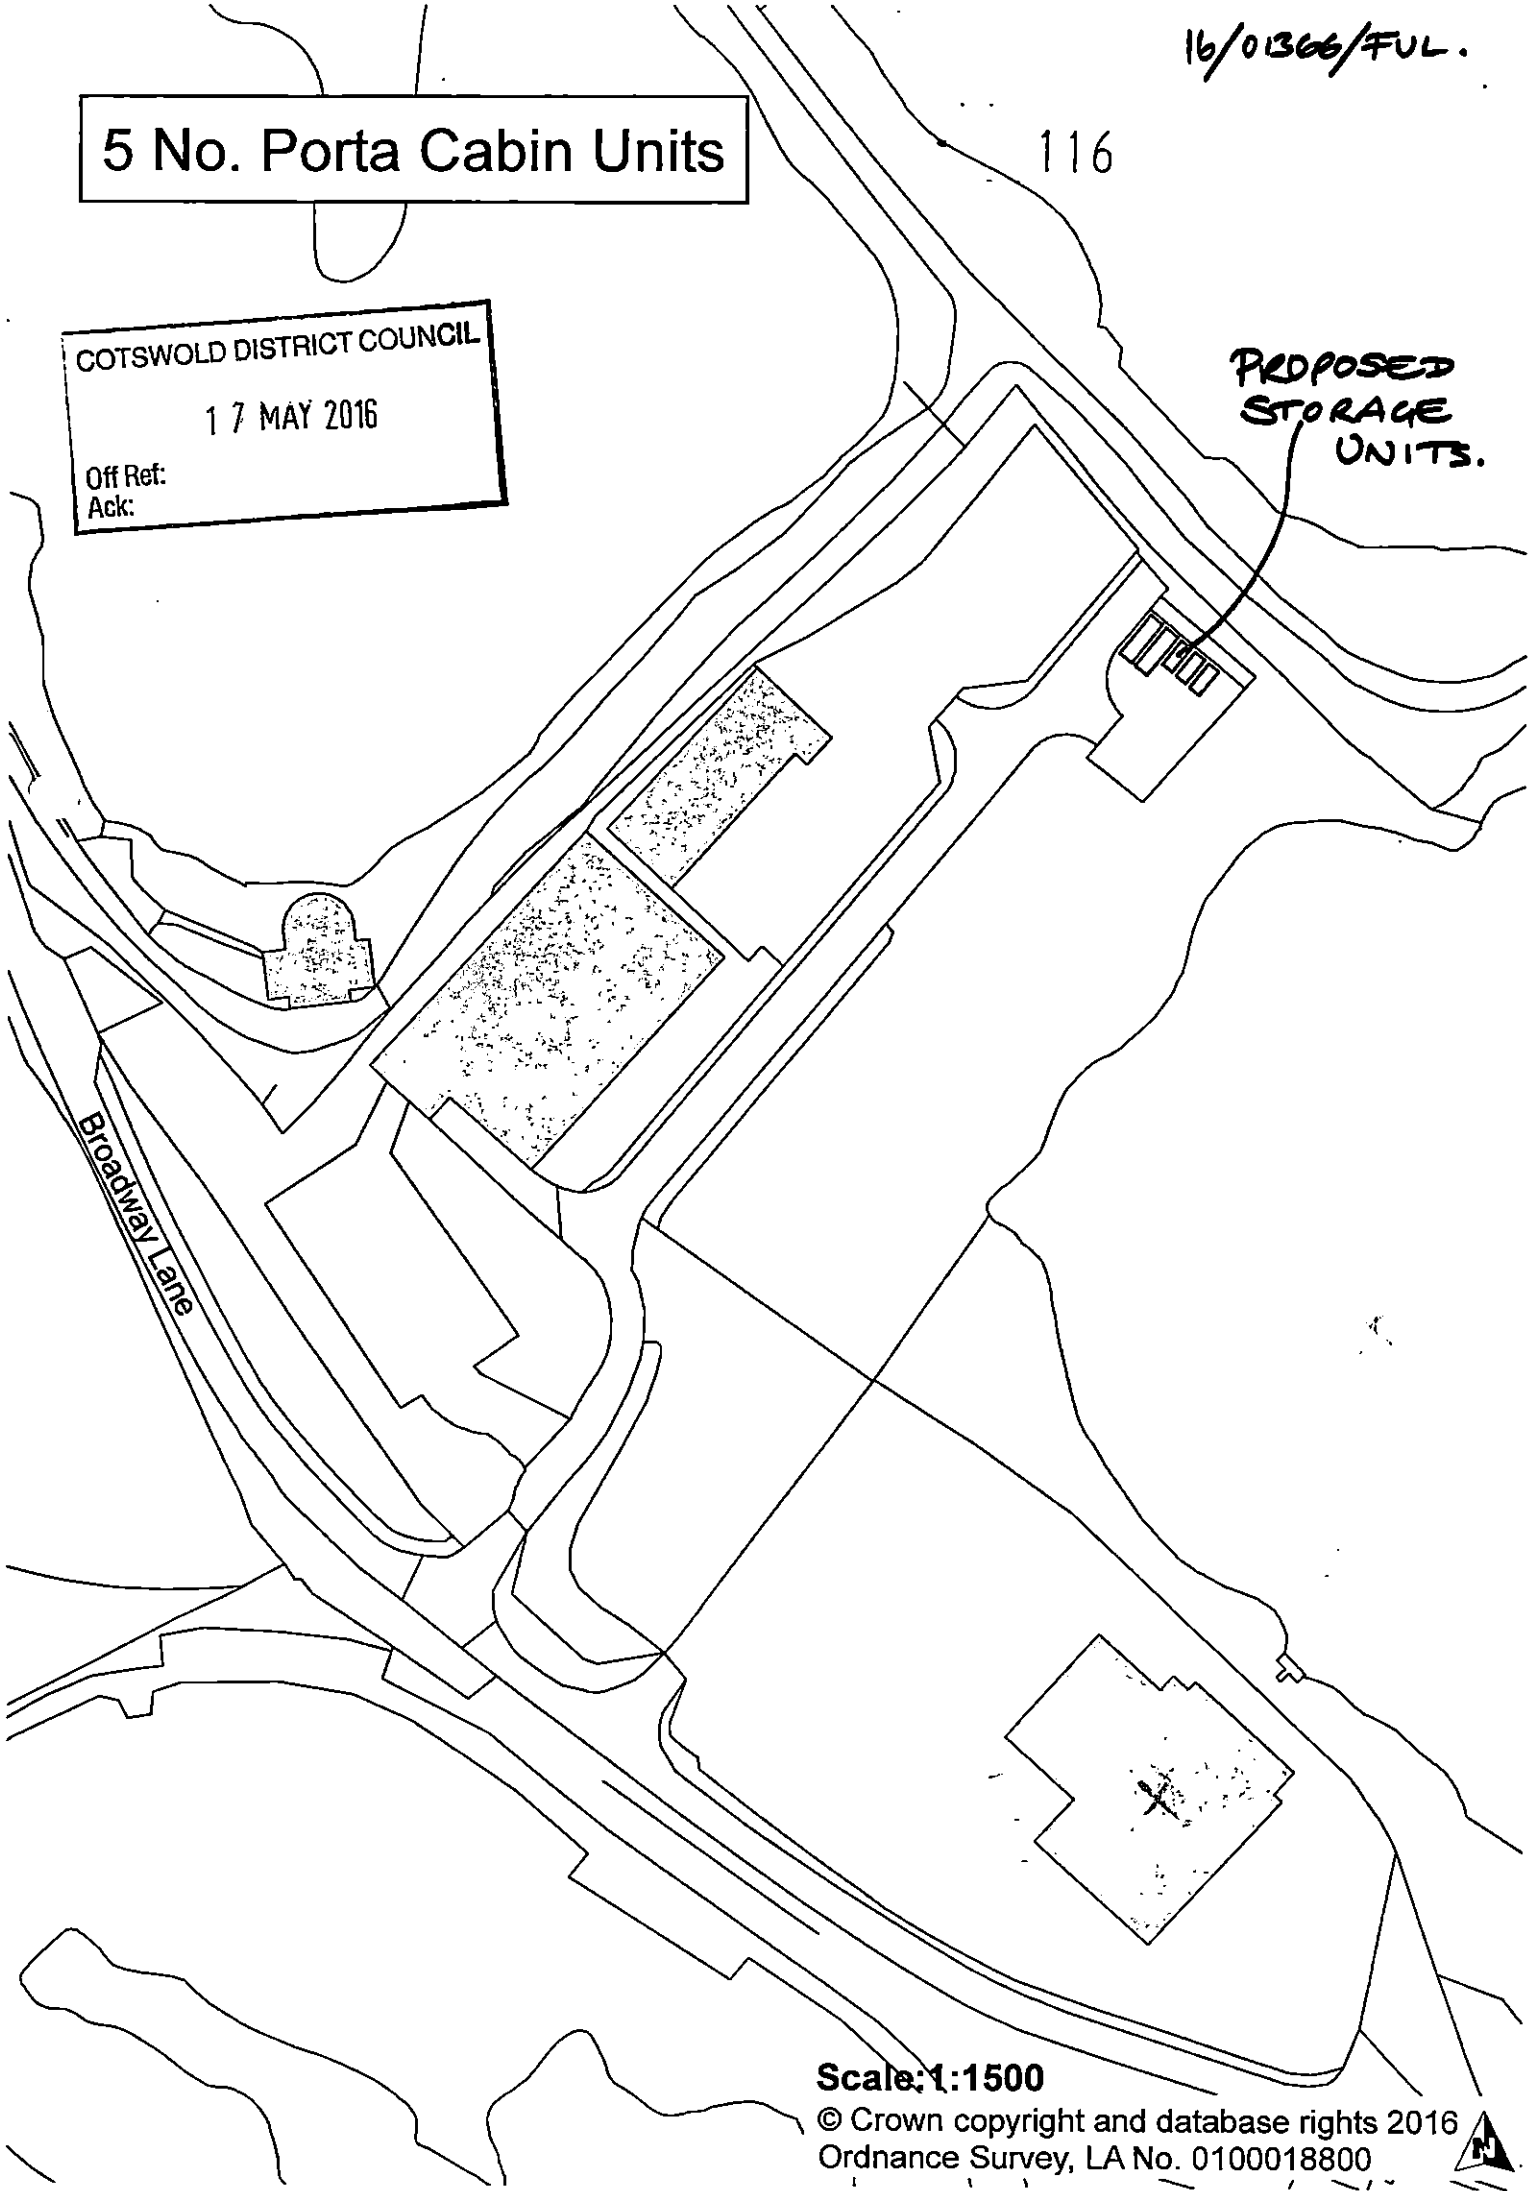 16/01366/FUL.
5 No. Porta Cabin Units
116
COTSWOLD DISTRICT COUNCIL
17 MAY 2016
Off Ref:
Ack:
PROPOSED
STORAGE
UNITS.
Broadway Lane
Scale:1:1500
© Crown copyright and database rights 2016
Ordnance Survey, LA No. 0100018800
N